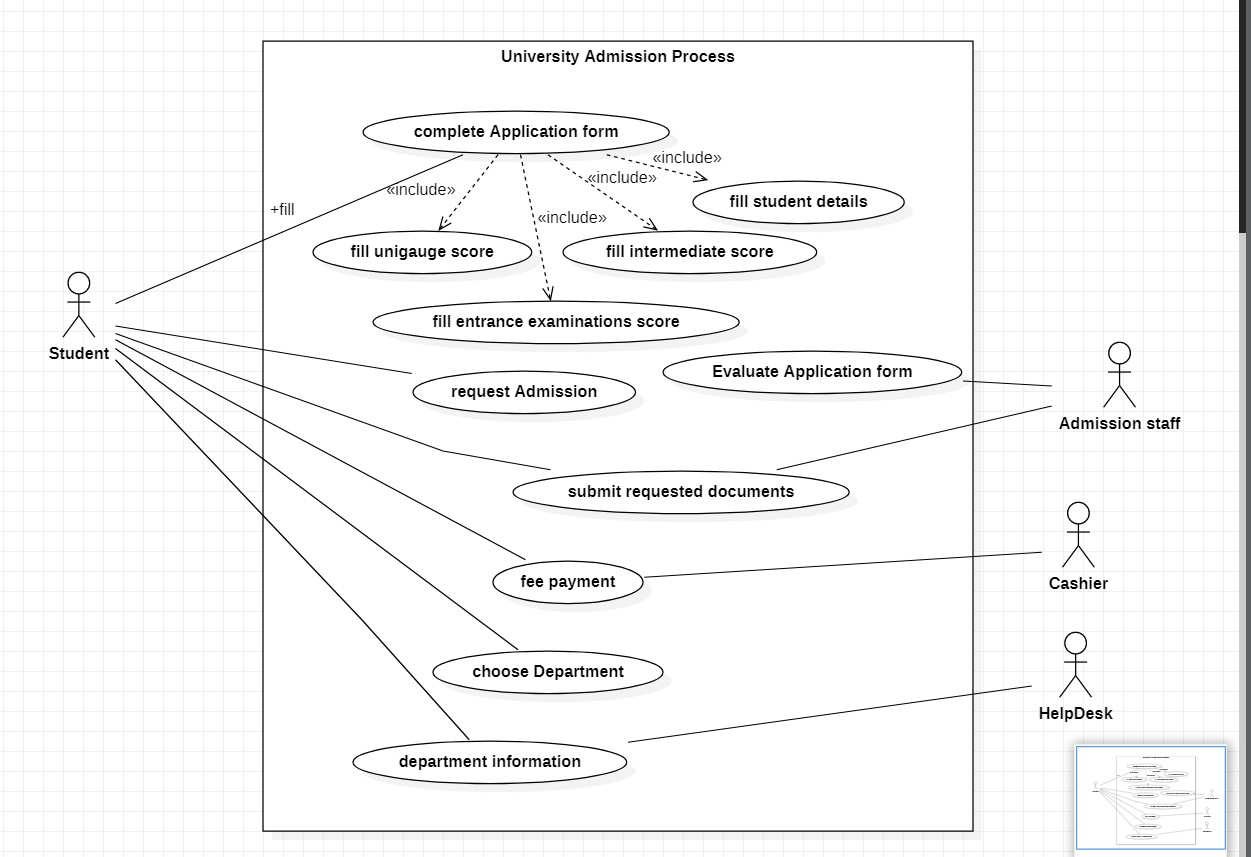 University Admission Process
complete Application form
«include»
«include»
«include»
«include»
+fill
fill student details
fill unigauge score
fill intermediate score
fill entrance examinations score
Student
Evaluate Application form
request Admission
Admission staff
submit requested documents
fee payment
Cashier
choose Department
HelpDesk
department information